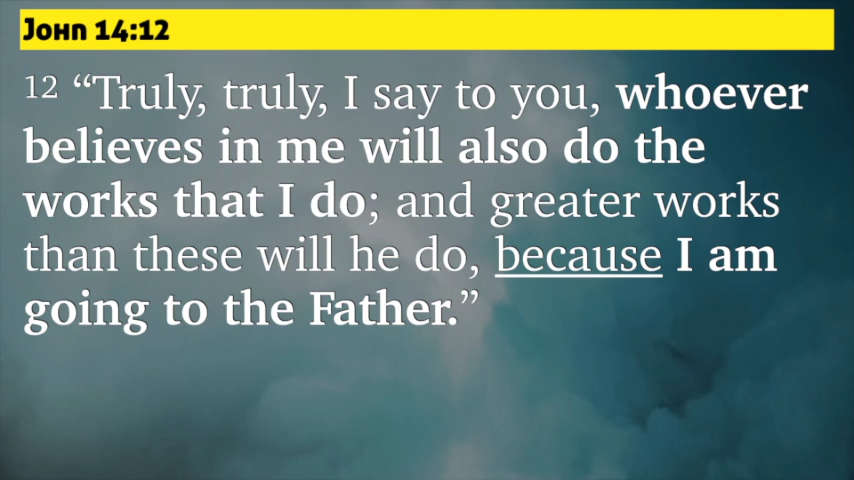 John 14:12
12 “Truly, truly, I say to you, whoever
believes in me will also do the
works that I do; and greater works
than these will he do, because I am
going to the Father.”